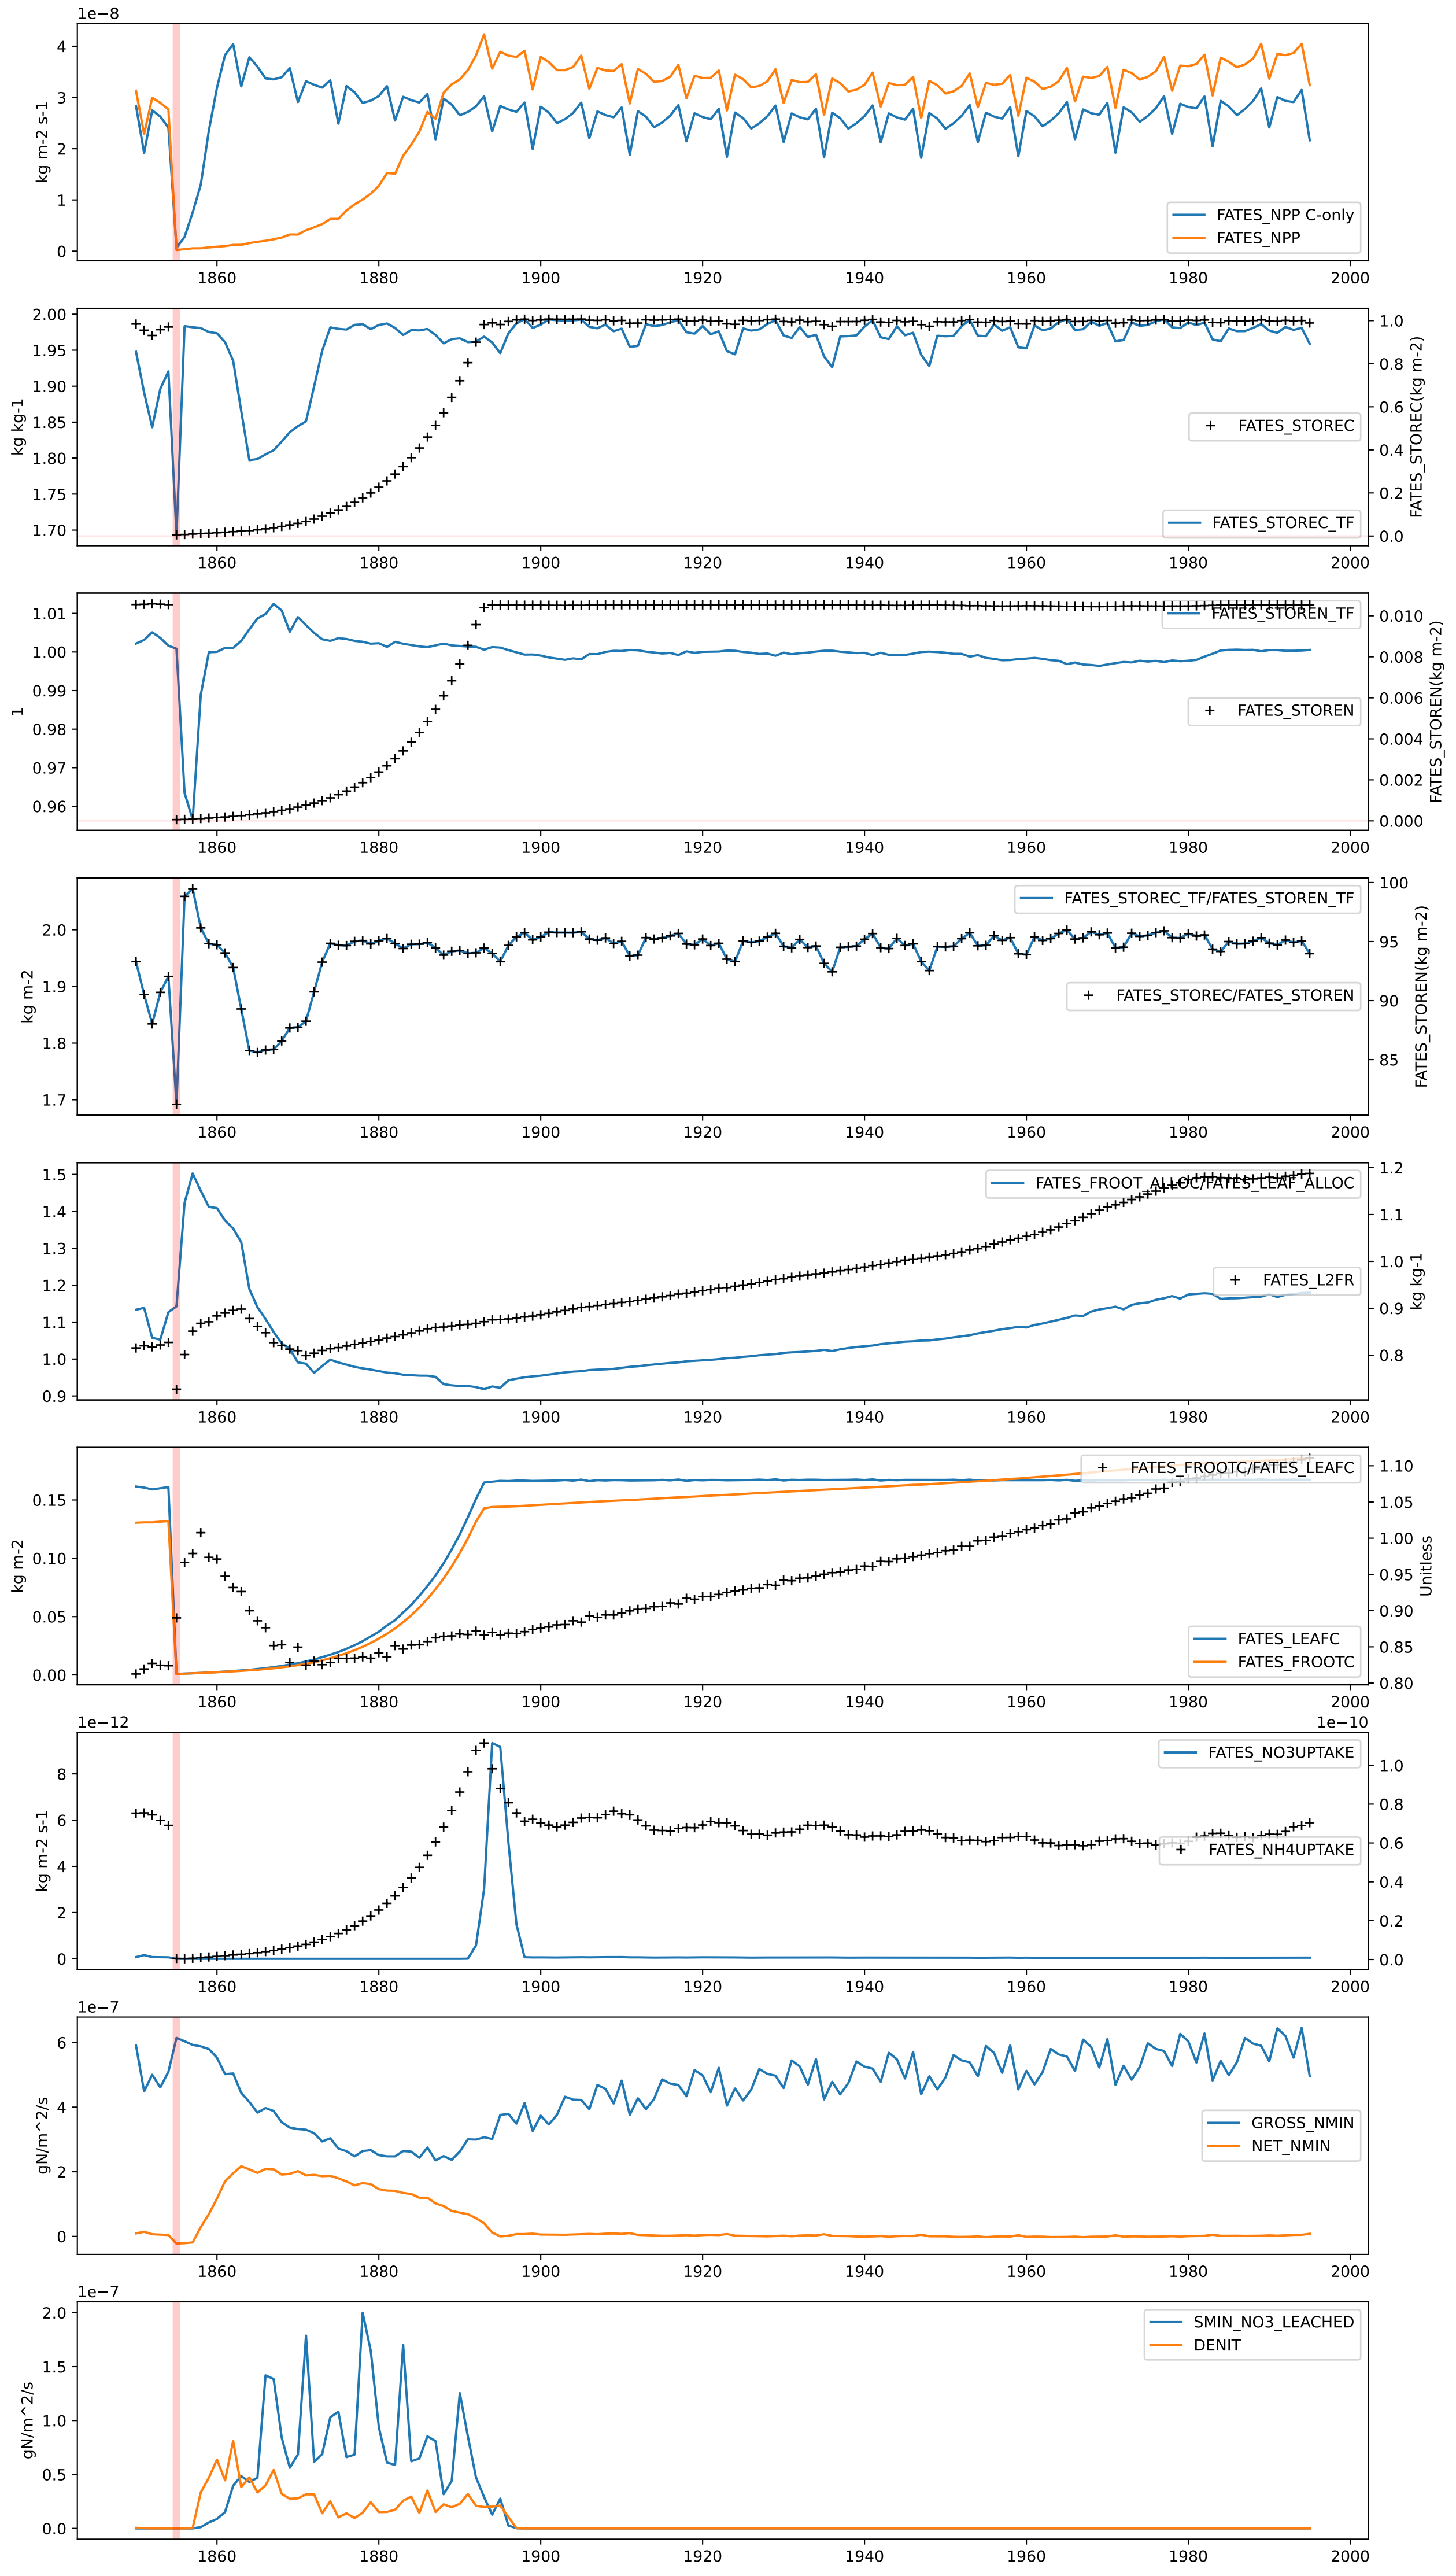 1e−8
4
3
2
1
0
kg m-2 s-1
FATES_NPP C-only
FATES_NPP
1860 1880 1900 1920 1940 1960 1980 2000
2.00
1.95
1.90
1.85
1.80
1.75
1.70
kg kg-1
1.0
0.8
0.6
0.4
0.2
0.0
FATES_STOREC(kg m-2)
FATES_STOREC
FATES_STOREC_TF
1860 1880 1900 1920 1940 1960 1980 2000
1.01
1.00
0.99
0.98
0.97
0.96
1
0.010
0.008
0.006
0.004
0.002
0.000
FATES_STOREN(kg m-2)
FATES_STOREN_TF
FATES_STOREN
1860 1880 1900 1920 1940 1960 1980 2000
2.0
1.9
1.8
1.7
kg m-2
100
95
90
85
FATES_STOREN(kg m-2)
FATES_STOREC_TF/FATES_STOREN_TF
FATES_STOREC/FATES_STOREN
1860 1880 1900 1920 1940 1960 1980 2000
1.5
1.4
1.3
1.2
1.1
1.0
0.9
1.2
1.1
1.0
0.9
0.8
kg kg-1
FATES_FROOT_ALLOC/FATES_LEAF_ALLOC
FATES_L2FR
1860 1880 1900 1920 1940 1960 1980 2000
0.15
0.10
0.05
0.00
kg m-2
1.10
1.05
1.00
0.95
0.90
0.85
0.80
Unitless
FATES_FROOTC/FATES_LEAFC
FATES_LEAFC
FATES_FROOTC
1860 1880 1900 1920 1940 1960 1980 2000
1e−12
1e−10
8
6
4
2
0
kg m-2 s-1
1.0
0.8
0.6
0.4
0.2
0.0
FATES_NO3UPTAKE
FATES_NH4UPTAKE
1860 1880 1900 1920 1940 1960 1980 2000
1e−7
6
4
2
0
gN/m^2/s
GROSS_NMIN
NET_NMIN
1860 1880 1900 1920 1940 1960 1980 2000
1e−7
2.0
1.5
1.0
0.5
0.0
gN/m^2/s
SMIN_NO3_LEACHED
DENIT
1860 1880 1900 1920 1940 1960 1980 2000